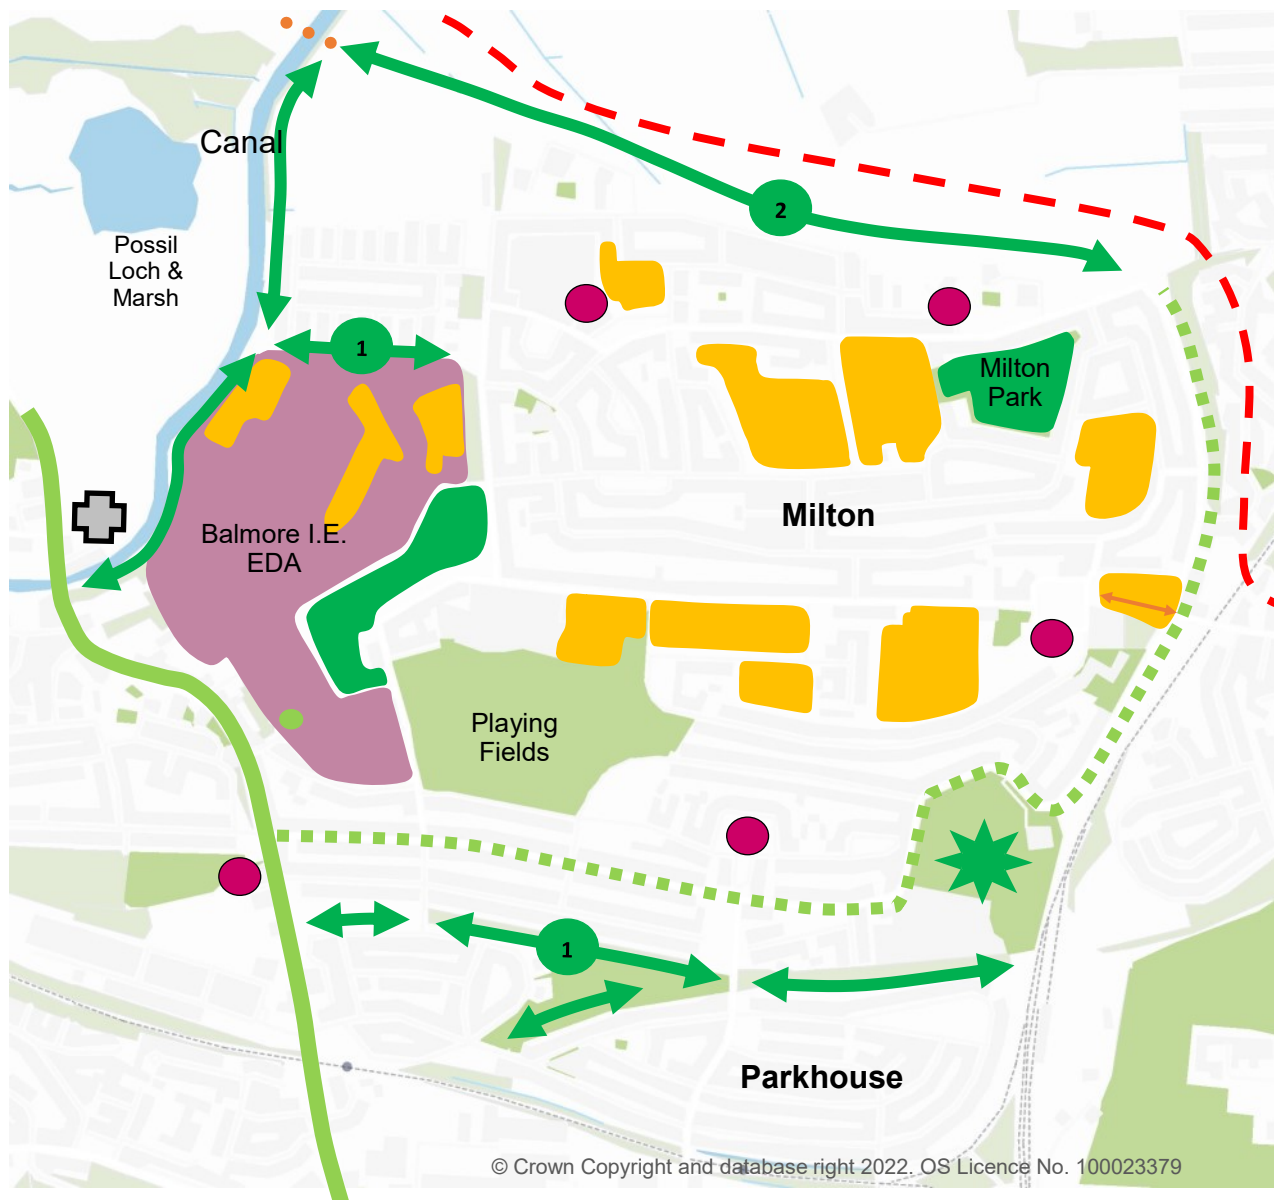 Canal
2
Possil
Loch &
Marsh
1
Milton
Park
Milton
Balmore I.E.
EDA
Playing
Fields
1
Parkhouse
© Crown Copyright and database right 2022. OS Licence No. 100023379